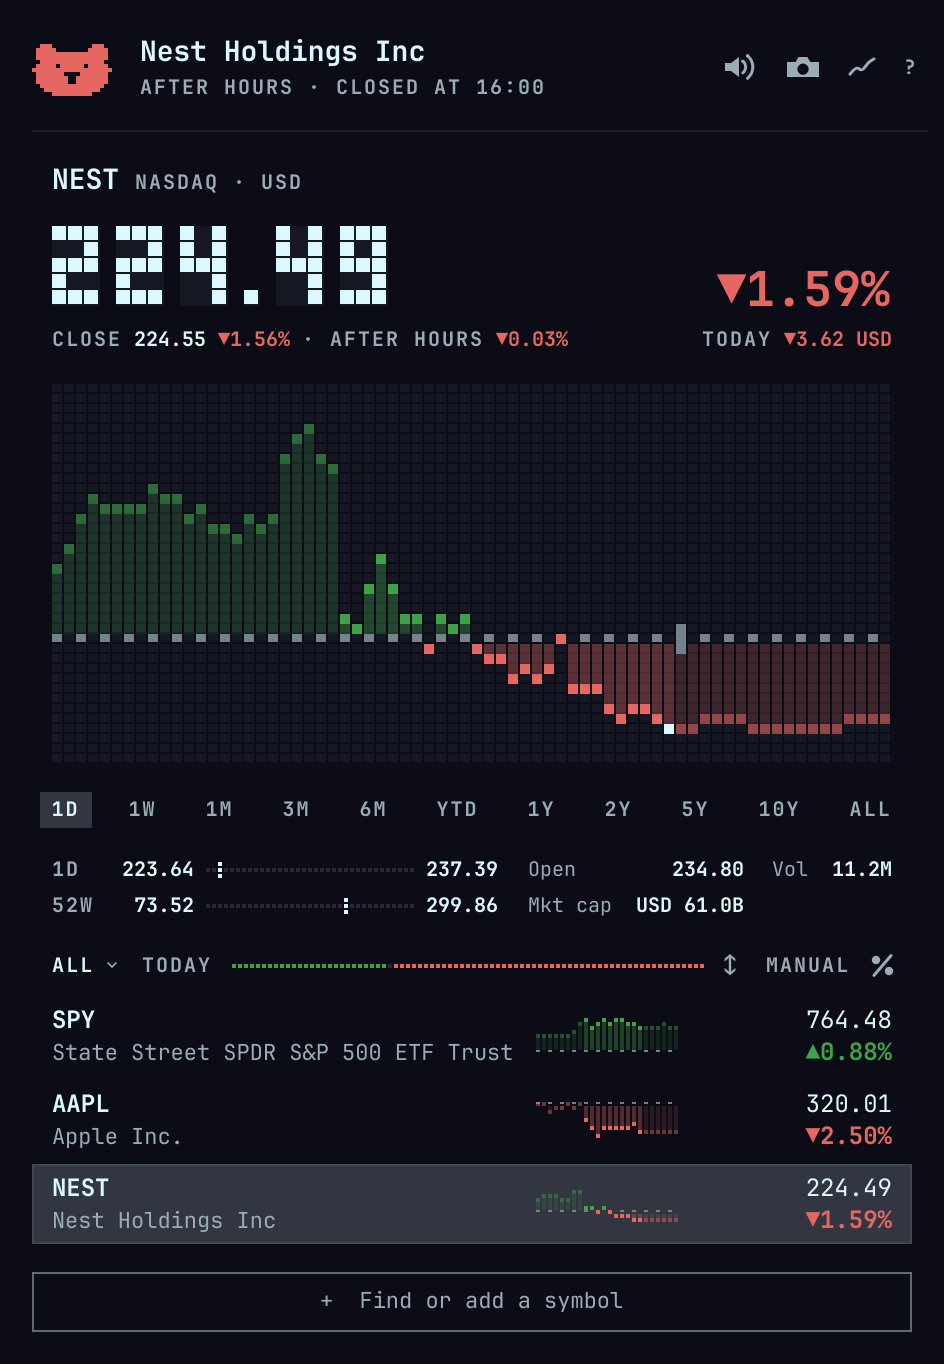 Nest Holdings Inc
AFTER HOURS · CLOSED AT 16:00
?
NEST NASDAQ · USD
224.49
▼1.59%
CLOSE 224.55 ▼1.56% · AFTER HOURS ▼0.03%
TODAY ▼3.62 USD
1D 1W 1M 3M 6M YTD 1Y 2Y 5Y 10Y ALL
1D 223.64 237.39 Open 234.80 Vol 11.2M
52W 73.52 299.86 Mkt cap USD 61.0B
ALL TODAY MANUAL %
SPY 764.48
State Street SPDR S&P 500 ETF Trust ▲0.88%
AAPL 320.01
Apple Inc. ▼2.50%
NEST 224.49
Nest Holdings Inc ▼1.59%
+ Find or add a symbol